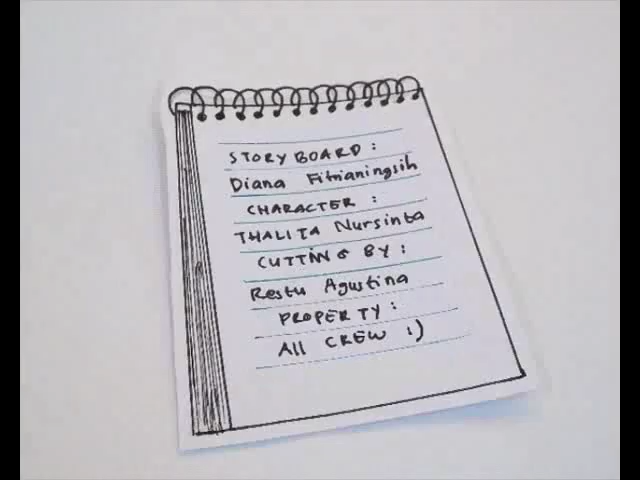 STORY BOARD :
Diana Fitrianingsih
CHARACTER :
THALITA Nursinta
CUTTING BY :
Restu Agustina
PROPERTY :
All CREW :)